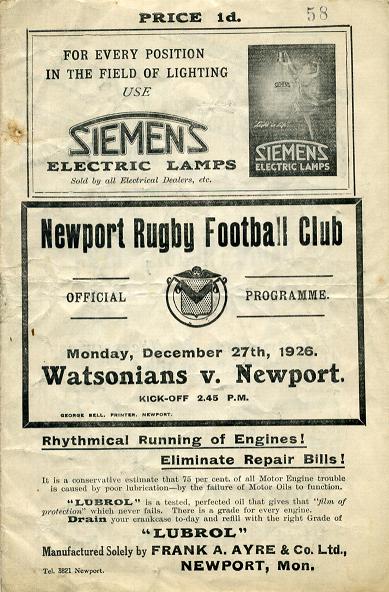 PRICE 1d.
58
FOR EVERY POSITION
IN THE FIELD OF LIGHTING
USE
SIEMENS
ELECTRIC LAMPS
Sold by all Electrical Dealers, etc.
SIEMENS
ELECTRIC LAMPS
Newport Rugby Football Club
OFFICIAL PROGRAMME.
Monday, December 27th, 1926.
Watsonians v. Newport.
KICK-OFF 2.45 P.M.
GEORGE BELL, PRINTER, NEWPORT.
Rhythmical Running of Engines!
Eliminate Repair Bills!
It is a conservative estimate that 75 per cent. of all Motor Engine trouble
is caused by poor lubrication—by the failure of Motor Oils to function.
"LUBROL" is a tested, perfected oil that gives that "film of
protection" which never fails. There is a grade for every engine.
Drain your crankcase to-day and refill with the right Grade of
"LUBROL"
Manufactured Solely by FRANK A. AYRE & Co. Ltd.,
Tel. 3821 Newport. NEWPORT, Mon.